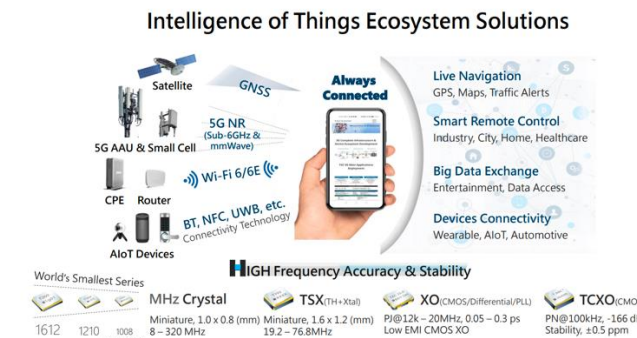 Intelligence of Things Ecosystem Solutions
Satellite
GNSS
5G AAU & Small Cell
5G NR
(Sub-6GHz &
mmWave)
CPE Router
Wi-Fi 6/6E
AIoT Devices
BT, NFC, UWB, etc.
Connectivity Technology
Always
Connected
Live Navigation
GPS, Maps, Traffic Alerts
Smart Remote Control
Industry, City, Home, Healthcare
Big Data Exchange
Entertainment, Data Access
Devices Connectivity
Wearable, AIoT, Automotive
HIGH Frequency Accuracy & Stability
World's Smallest Series
1612 1210 1008
MHz Crystal
Miniature, 1.0 x 0.8 (mm)
8 – 320 MHz
TSX(TH+Xtal)
Miniature, 1.6 x 1.2 (mm)
19.2 – 76.8MHz
XO(CMOS/Differential/PLL)
PJ@12k – 20MHz, 0.05 – 0.3 ps
Low EMI CMOS XO
TCXO(CMO
PN@100kHz, -166 d
Stability, ±0.5 ppm